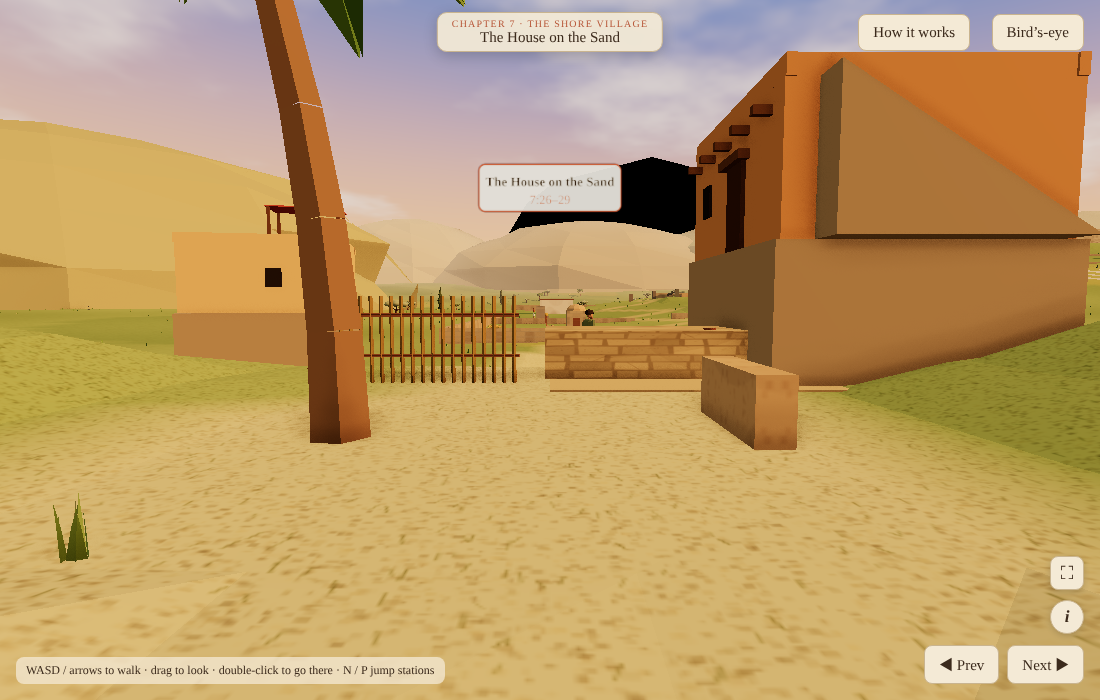 CHAPTER 7 · THE SHORE VILLAGE
The House on the Sand
How it works
Bird's-eye
The House on the Sand
7:26–29
i
WASD / arrows to walk · drag to look · double-click to go there · N / P jump stations
◀ Prev
Next ▶